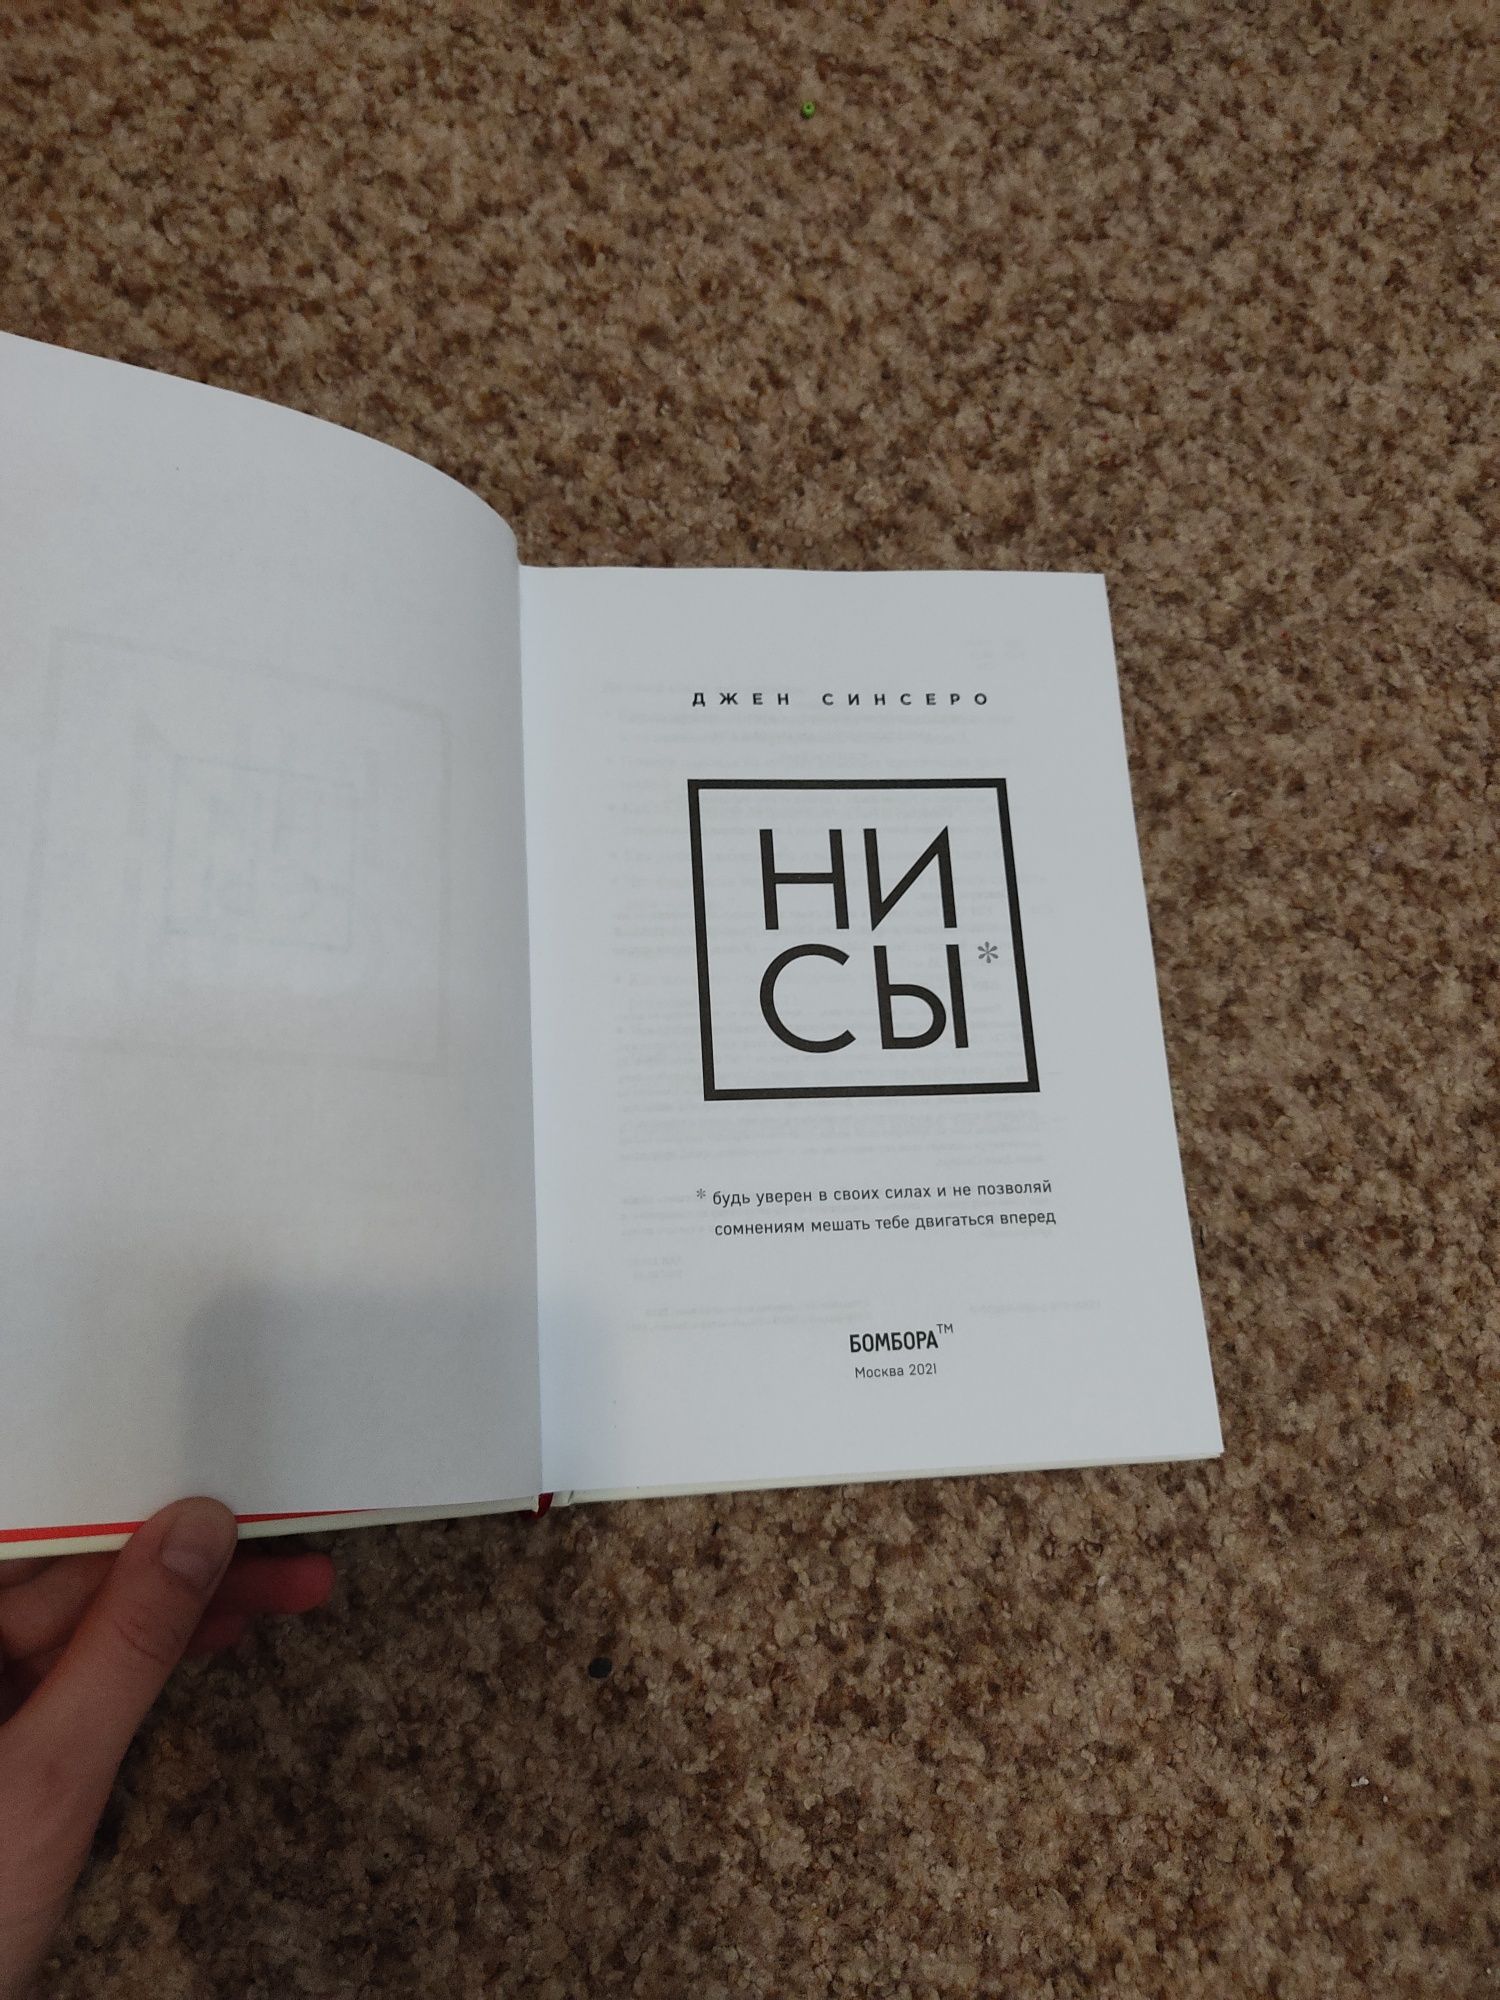 ДЖЕН СИНСЕРО
НИ
СЫ*
* будь уверен в своих силах и не позволяй
сомнениям мешать тебе двигаться вперед
БОМБОРА™
Москва 2021